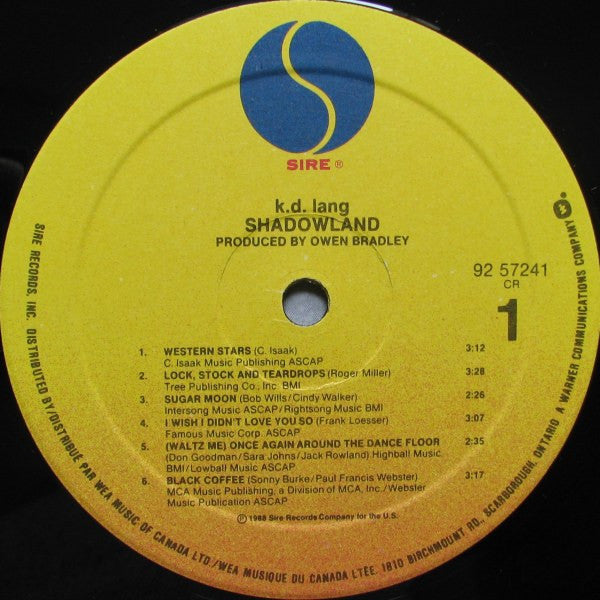 SIRE ®
k.d. lang
SHADOWLAND
PRODUCED BY OWEN BRADLEY
92 57241
CR
1
1. WESTERN STARS (C. Isaak) 3:12
C. Isaak Music Publishing ASCAP
2. LOCK, STOCK AND TEARDROPS (Roger Miller) 3:28
Tree Publishing Co., Inc. BMI
3. SUGAR MOON (Bob Wills/Cindy Walker) 2:26
Intersong Music ASCAP/Rightsong Music BMI
4. I WISH I DIDN'T LOVE YOU SO (Frank Loesser) 3:07
Famous Music Corp. ASCAP
5. (WALTZ ME) ONCE AGAIN AROUND THE DANCE FLOOR 2:35
(Don Goodman/Sara Johns/Jack Rowland) Highball Music
BMI/Lowball Music ASCAP
6. BLACK COFFEE (Sonny Burke/Paul Francis Webster) 3:17
MCA Music Publishing, a Division of MCA, Inc./Webster
Music Publication ASCAP
℗ 1988 Sire Records Company for the U.S.
SIRE RECORDS, INC. DISTRIBUTED BY/DISTRIBUÉ PAR WEA MUSIC OF CANADA LTD./WEA MUSIQUE DU CANADA LTÉE. 1810 BIRCHMOUNT RD., SCARBOROUGH, ONTARIO A WARNER COMMUNICATIONS COMPANY